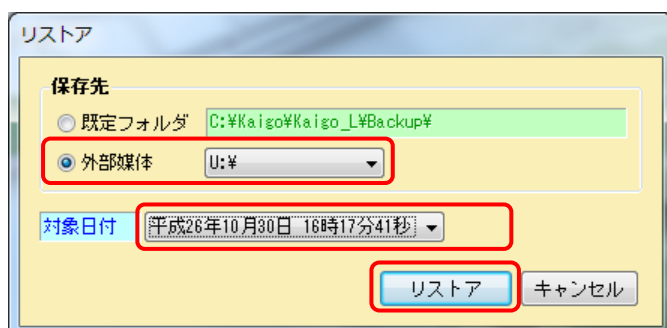 リストア
保存先
既定フォルダ C:¥Kaigo¥Kaigo_L¥Backup¥
外部媒体 U:¥
対象日付 平成26年10月30日 16時17分41秒
リストア キャンセル